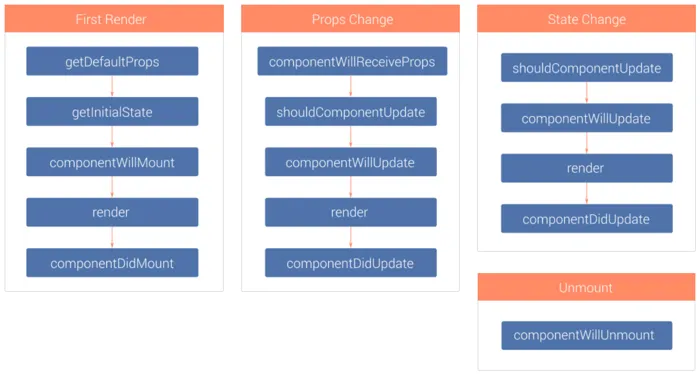 First Render
getDefaultProps
getInitialState
componentWillMount
render
componentDidMount
Props Change
componentWillReceiveProps
shouldComponentUpdate
componentWillUpdate
render
componentDidUpdate
State Change
shouldComponentUpdate
componentWillUpdate
render
componentDidUpdate
Unmount
componentWillUnmount